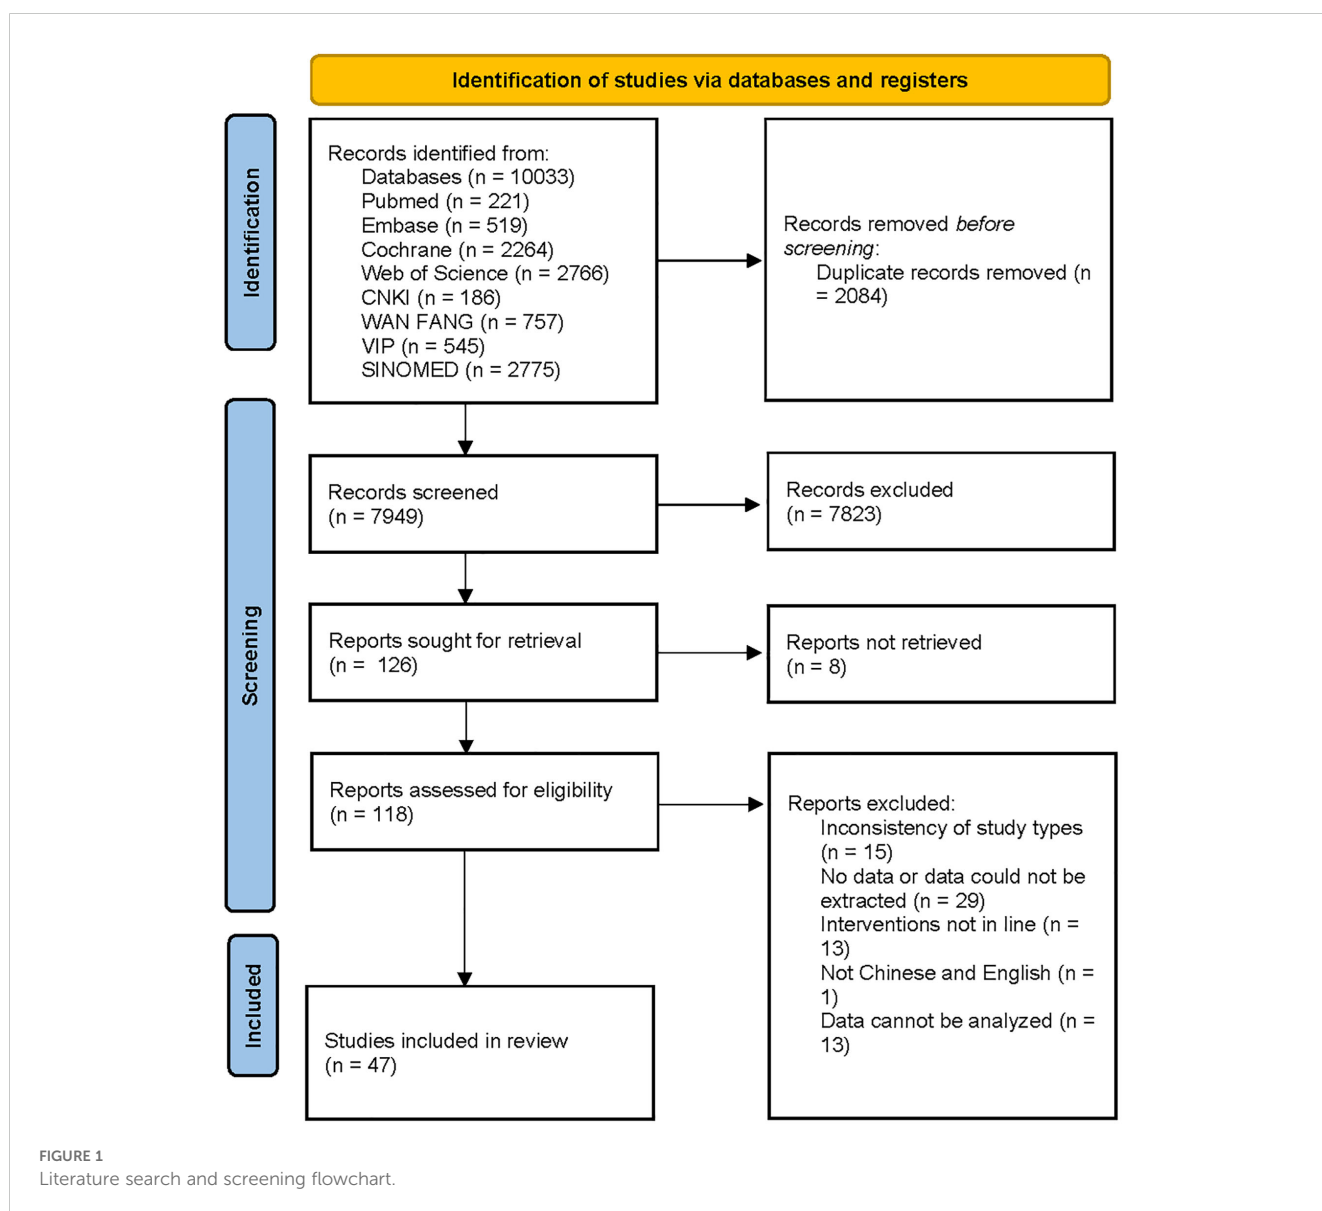 Identification of studies via databases and registers
Identification
Records identified from:
Databases (n = 10033)
Pubmed (n = 221)
Embase (n = 519)
Cochrane (n = 2264)
Web of Science (n = 2766)
CNKI (n = 186)
WAN FANG (n = 757)
VIP (n = 545)
SINOMED (n = 2775)
Records removed before
screening:
Duplicate records removed (n
= 2084)
Screening
Records screened
(n = 7949)
Records excluded
(n = 7823)
Reports sought for retrieval
(n = 126)
Reports not retrieved
(n = 8)
Reports assessed for eligibility
(n = 118)
Reports excluded:
Inconsistency of study types
(n = 15)
No data or data could not be
extracted (n = 29)
Interventions not in line (n =
13)
Not Chinese and English (n =
1)
Data cannot be analyzed (n =
13)
Included
Studies included in review
(n = 47)
FIGURE 1
Literature search and screening flowchart.